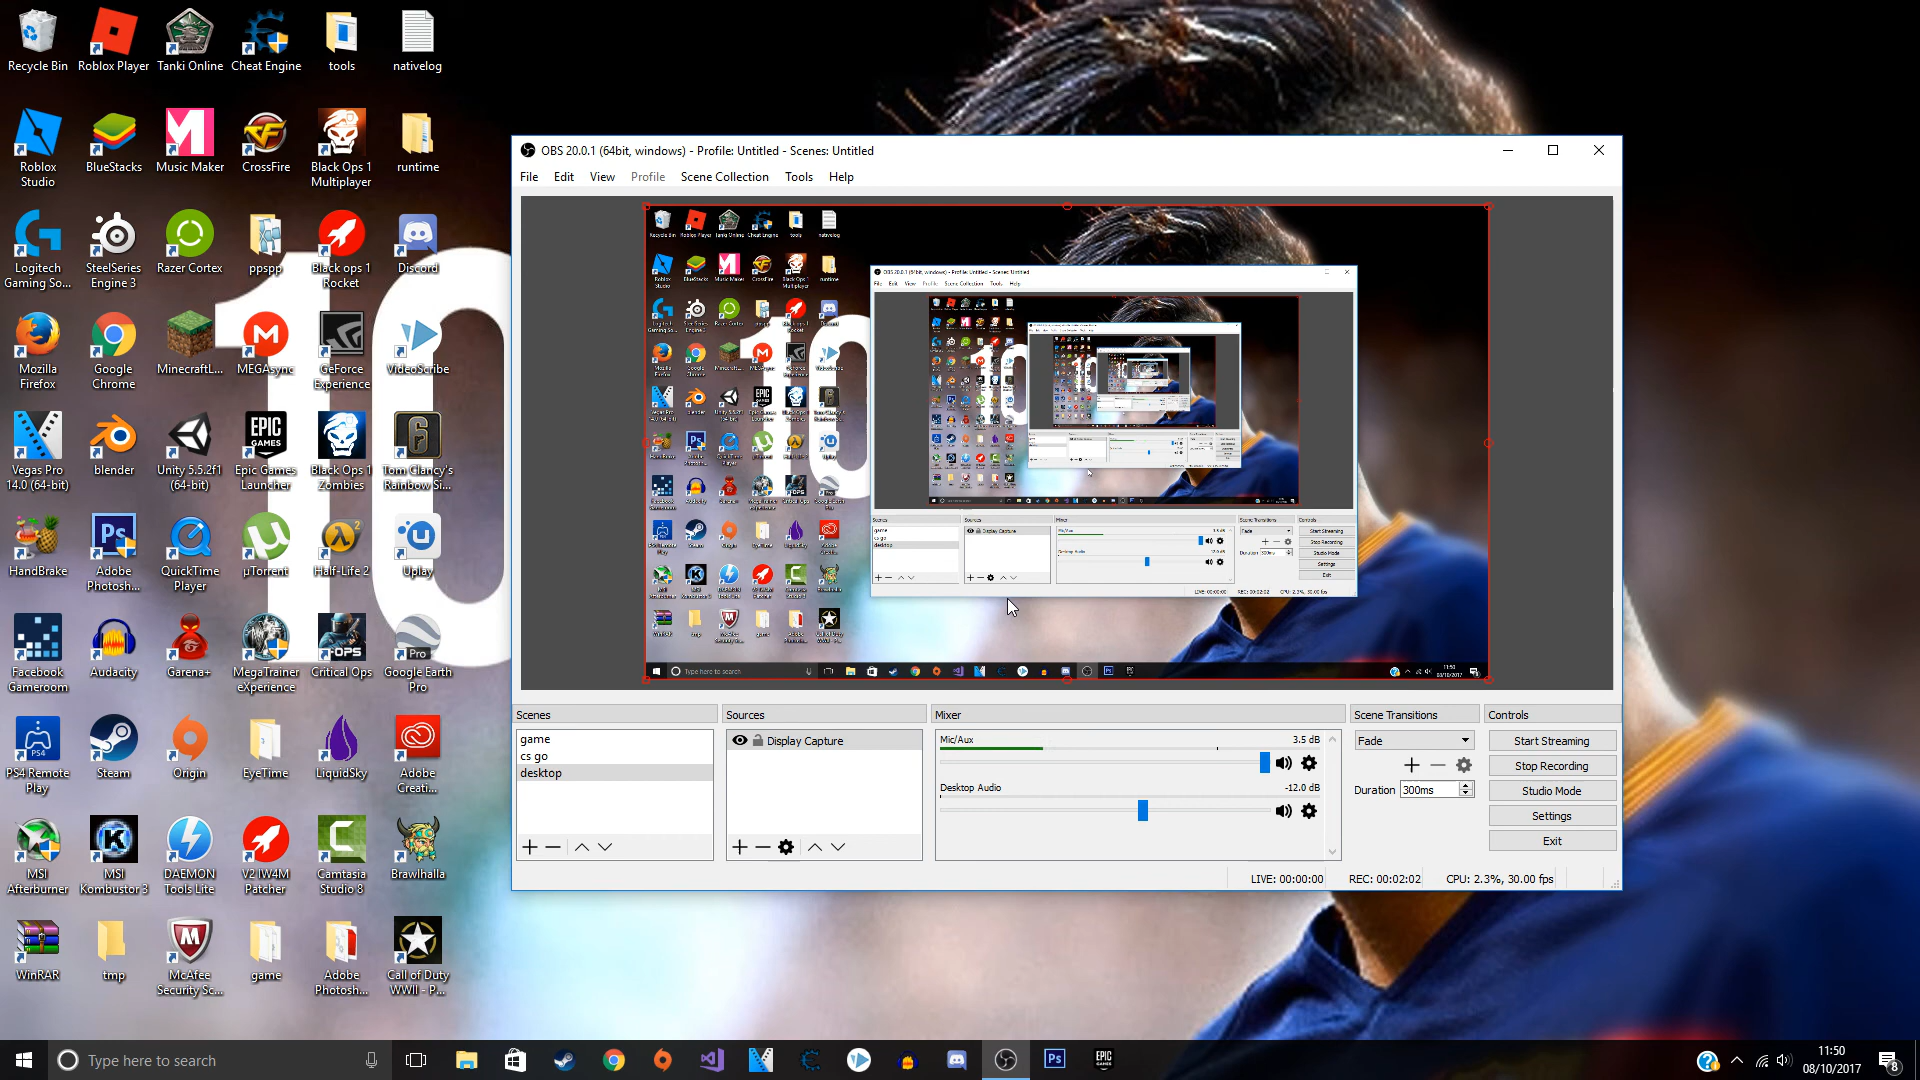 Recycle Bin
Roblox Player
Tanki Online
Cheat Engine
tools
nativelog
Roblox Studio
BlueStacks
Music Maker
CrossFire
Black Ops 1 Multiplayer
runtime
Logitech Gaming So...
SteelSeries Engine 3
Razer Cortex
ppspp
Black ops 1 Rocket
Discord
Mozilla Firefox
Google Chrome
MinecraftL...
MEGAsync
GeForce Experience
VideoScribe
Vegas Pro 14.0 (64-bit)
blender
Unity 5.5.2f1 (64-bit)
Epic Games Launcher
Black Ops 1 Zombies
Tom Clancy's Rainbow Si...
HandBrake
Adobe Photosh...
QuickTime Player
µTorrent
Half-Life 2
Uplay
Facebook Gameroom
Audacity
Garena+
MegaTrainer eXperience
Critical Ops
Google Earth Pro
PS4 Remote Play
Steam
Origin
EyeTime
LiquidSky
Adobe Creati...
MSI Afterburner
MSI Kombustor 3
DAEMON Tools Lite
V2 IW4M Patcher
Camtasia Studio 8
Brawlhalla
WinRAR
tmp
McAfee Security Sc...
game
Adobe Photosh...
Call of Duty WWII - P...
10
OBS 20.0.1 (64bit, windows) - Profile: Untitled - Scenes: Untitled
File Edit View Profile Scene Collection Tools Help
Scenes
game
cs go
desktop
Sources
Display Capture
Mixer
Mic/Aux 3.5 dB
Desktop Audio -12.0 dB
Scene Transitions
Fade
Duration 300ms
Controls
Start Streaming
Stop Recording
Studio Mode
Settings
Exit
LIVE: 00:00:00 REC: 00:02:02 CPU: 2.3%, 30.00 fps
Type here to search
11:50
08/10/2017
8